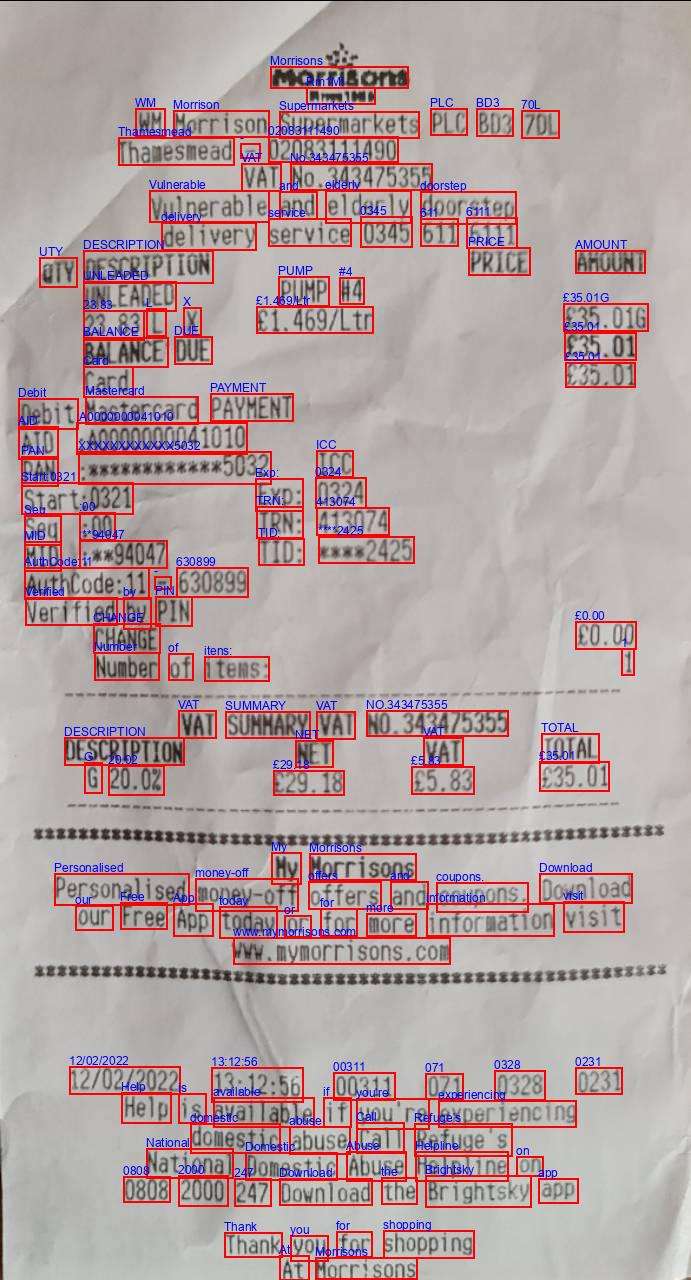 Morrisons
Since 1899
WM Morrison Supermarkets PLC BD3 7DL
Thamesmead - 02083111490
VAT No.343475355
Vulnerable and elderly doorstep
delivery service 0345 611 6111
QTY DESCRIPTION PRICE AMOUNT
UNLEADED PUMP #4
23.83 L X £1.469/Ltr £35.01G
BALANCE DUE £35.01
Card £35.01
Debit Mastercard PAYMENT
AID :A0000000041010
PAN :************5032 ICC
Start:0321 Exp: 0324
Seq :00 TRN: 413074
MID :**94047 TID: ****2425
AuthCode:11 - 630899
Verified by PIN
CHANGE £0.00
Number of items: 1
VAT SUMMARY VAT NO.343475355
DESCRIPTION NET VAT TOTAL
G 20.0% £29.18 £5.83 £35.01
My Morrisons
Personalised money-off offers and coupons. Download
our Free App today or for more information visit
www.mymorrisons.com
12/02/2022 13:12:56 00311 071 0328 0231
Help is available if you're experiencing
domestic abuse Call Refuge's
National Domestic Abuse Helpline on
0808 2000 247 Download the Brightsky app
Thank you for shopping
At Morrisons